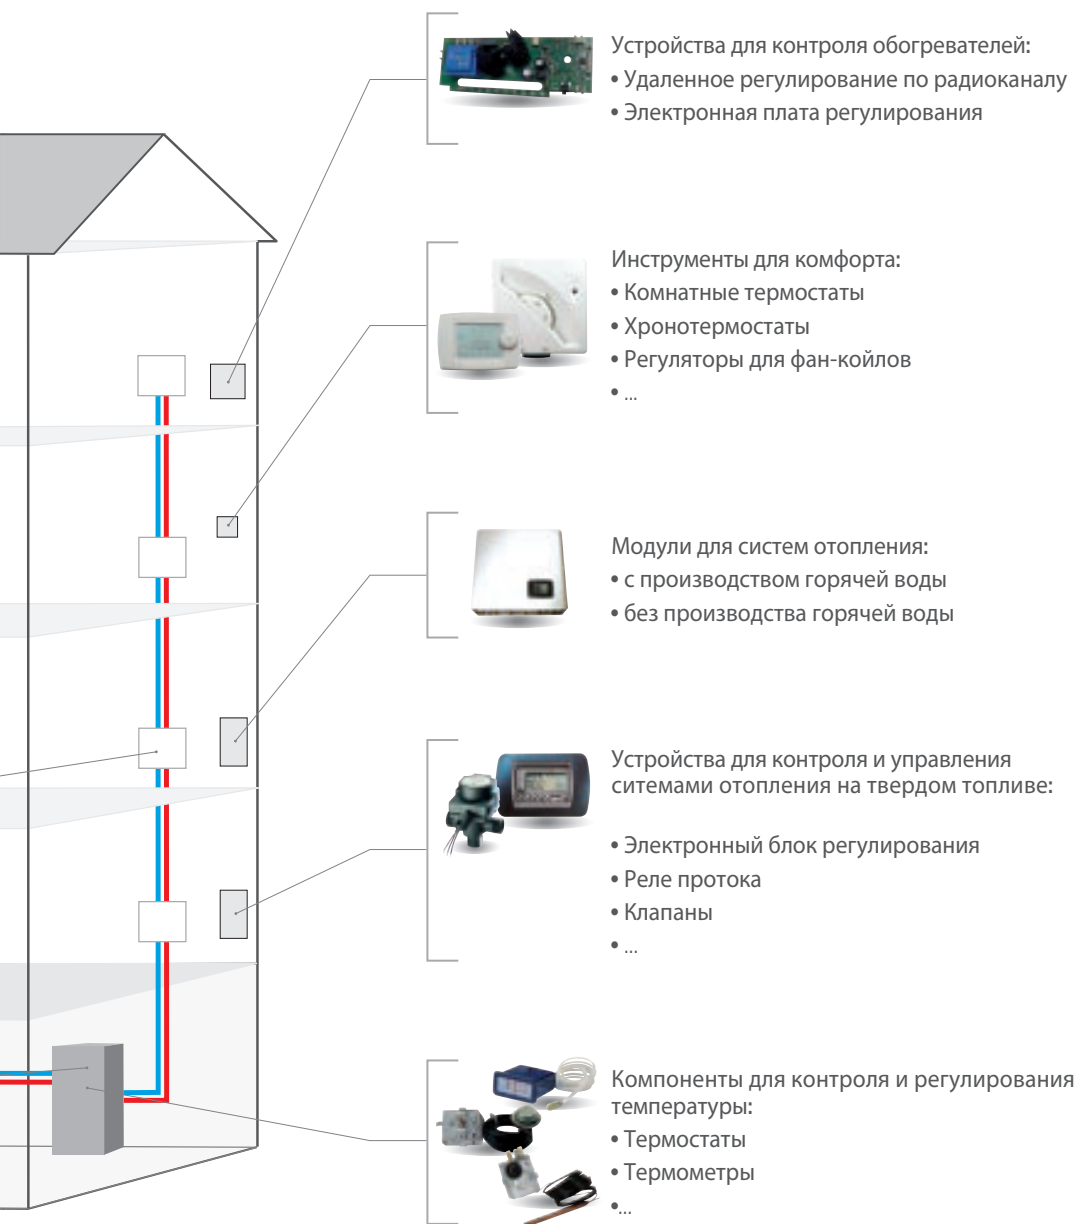 Устройства для контроля обогревателей:
• Удаленное регулирование по радиоканалу
• Электронная плата регулирования
Инструменты для комфорта:
• Комнатные термостаты
• Хронотермостаты
• Регуляторы для фан-койлов
• ...
Модули для систем отопления:
• с производством горячей воды
• без производства горячей воды
Устройства для контроля и управления
ситемами отопления на твердом топливе:
• Электронный блок регулирования
• Реле протока
• Клапаны
• ...
Компоненты для контроля и регулирования
температуры:
• Термостаты
• Термометры
•...